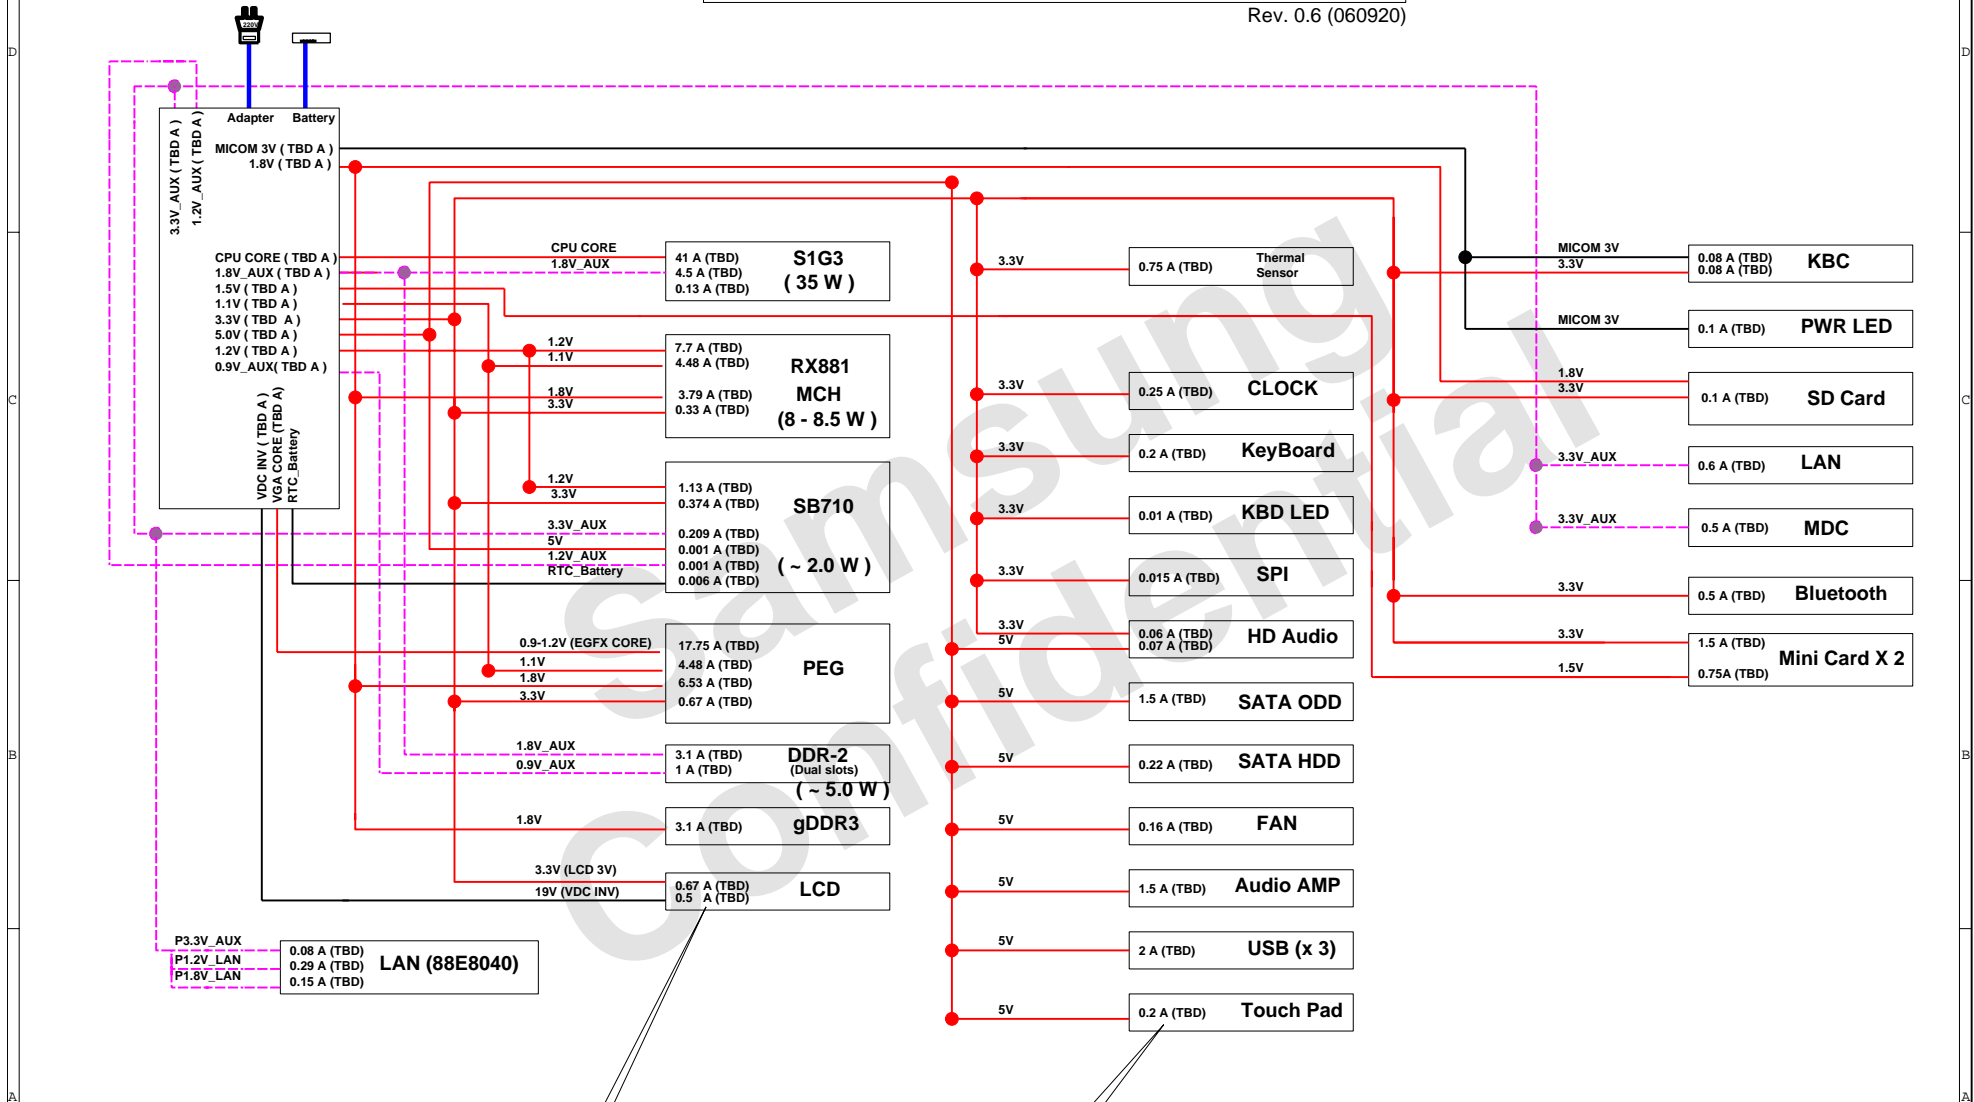 Rev. 0.6 (060920)
D
D
220V
Adapter
Battery
3.3V_AUX ( TBD A )
1.2V_AUX ( TBD A )
MICOM 3V ( TBD A )
1.8V ( TBD A )
CPU CORE ( TBD A )
1.8V_AUX ( TBD A )
1.5V ( TBD A )
1.1V ( TBD A )
3.3V ( TBD A )
5.0V ( TBD A )
1.2V ( TBD A )
0.9V_AUX( TBD A )
VDC INV ( TBD A )
VGA CORE (TBD A)
RTC_Battery
CPU CORE
1.8V_AUX
41 A (TBD)
4.5 A (TBD)
0.13 A (TBD)
S1G3
( 35 W )
1.2V
1.1V
1.8V
3.3V
7.7 A (TBD)
4.48 A (TBD)
3.79 A (TBD)
0.33 A (TBD)
RX881
MCH
(8 - 8.5 W )
1.2V
3.3V
3.3V_AUX
5V
1.2V_AUX
RTC_Battery
1.13 A (TBD)
0.374 A (TBD)
0.209 A (TBD)
0.001 A (TBD)
0.001 A (TBD)
0.006 A (TBD)
SB710
( ~ 2.0 W )
0.9-1.2V (EGFX CORE)
1.1V
1.8V
3.3V
17.75 A (TBD)
4.48 A (TBD)
6.53 A (TBD)
0.67 A (TBD)
PEG
1.8V_AUX
0.9V_AUX
3.1 A (TBD)
1 A (TBD)
DDR-2
(Dual slots)
( ~ 5.0 W )
1.8V
3.1 A (TBD)
gDDR3
3.3V (LCD 3V)
19V (VDC INV)
0.67 A (TBD)
0.5 A (TBD)
LCD
P3.3V_AUX
P1.2V_LAN
P1.8V_LAN
0.08 A (TBD)
0.29 A (TBD)
0.15 A (TBD)
LAN (88E8040)
3.3V
0.75 A (TBD)
Thermal
Sensor
3.3V
0.25 A (TBD)
CLOCK
3.3V
0.2 A (TBD)
KeyBoard
3.3V
0.01 A (TBD)
KBD LED
3.3V
0.015 A (TBD)
SPI
3.3V
5V
0.06 A (TBD)
0.07 A (TBD)
HD Audio
5V
1.5 A (TBD)
SATA ODD
5V
0.22 A (TBD)
SATA HDD
5V
0.16 A (TBD)
FAN
5V
1.5 A (TBD)
Audio AMP
5V
2 A (TBD)
USB (x 3)
5V
0.2 A (TBD)
Touch Pad
MICOM 3V
3.3V
0.08 A (TBD)
0.08 A (TBD)
KBC
MICOM 3V
0.1 A (TBD)
PWR LED
1.8V
3.3V
0.1 A (TBD)
SD Card
3.3V_AUX
0.6 A (TBD)
LAN
3.3V_AUX
0.5 A (TBD)
MDC
3.3V
0.5 A (TBD)
Bluetooth
3.3V
1.5V
1.5 A (TBD)
0.75A (TBD)
Mini Card X 2
Samsung
Confidential
C
C
B
B
A
A